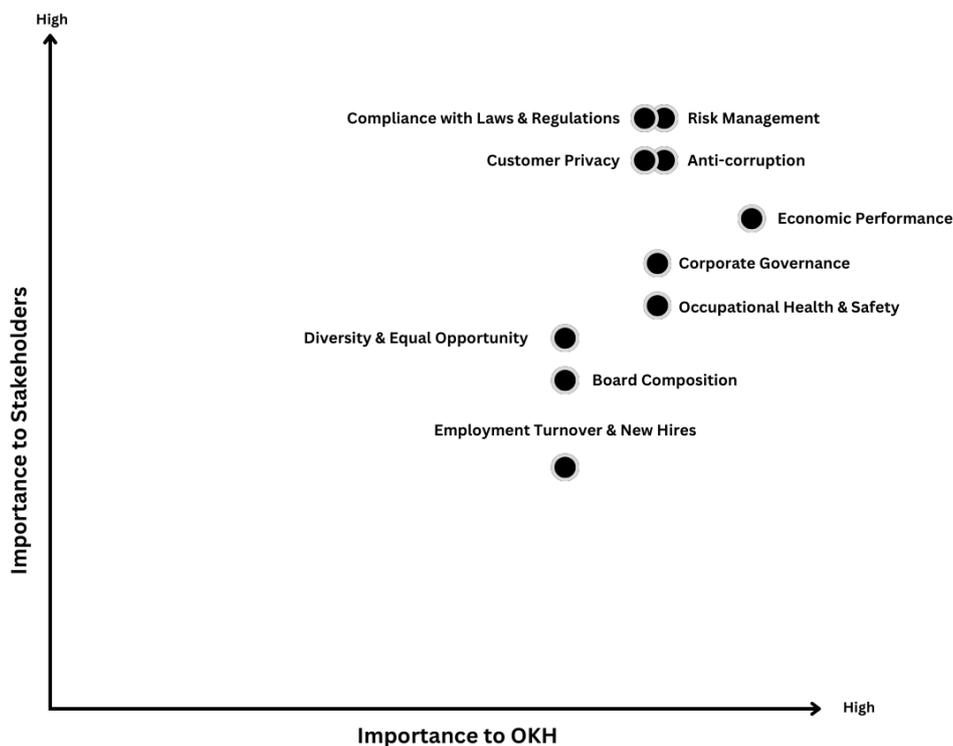 High
Compliance with Laws & Regulations
Risk Management
Customer Privacy
Anti-corruption
Economic Performance
Corporate Governance
Occupational Health & Safety
Diversity & Equal Opportunity
Board Composition
Employment Turnover & New Hires
Importance to Stakeholders
High
Importance to OKH